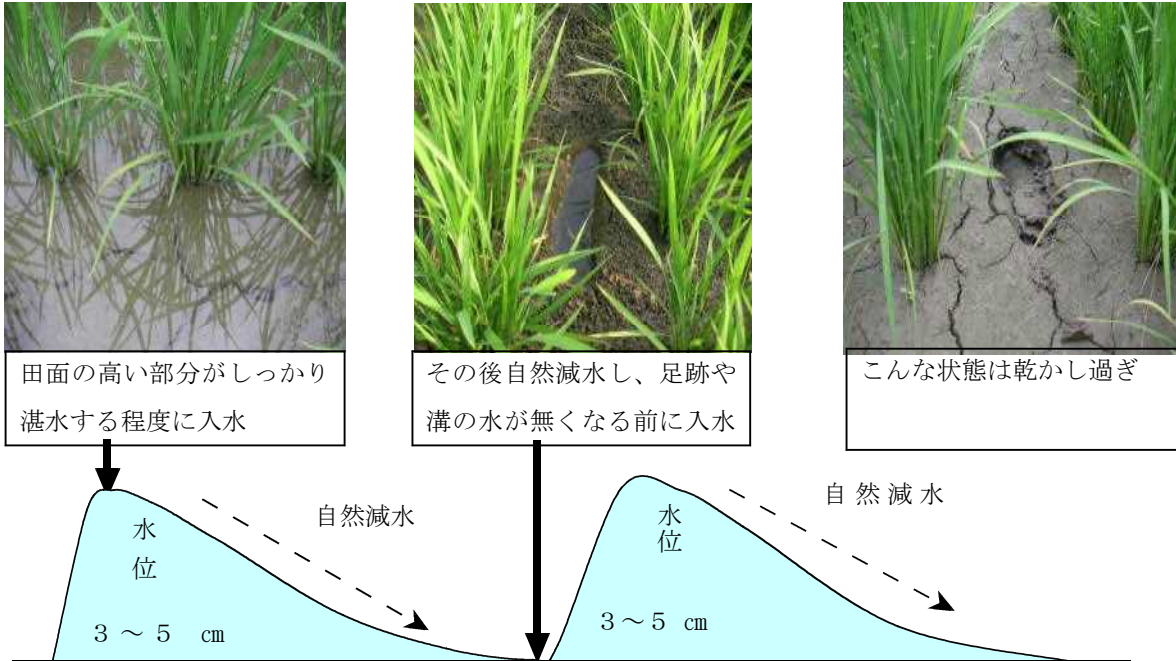 田面の高い部分がしっかり
湛水する程度に入水
その後自然減水し、足跡や
溝の水が無くなる前に入水
こんな状態は乾かし過ぎ
自然減水
水
位
3～5 cm
自然減水
水
位
3～5 cm